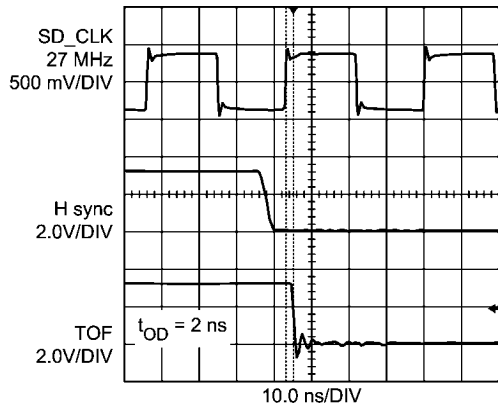 SD_CLK
27 MHz
500 mV/DIV
H sync
2.0V/DIV
TOF
2.0V/DIV
tOD = 2 ns
10.0 ns/DIV